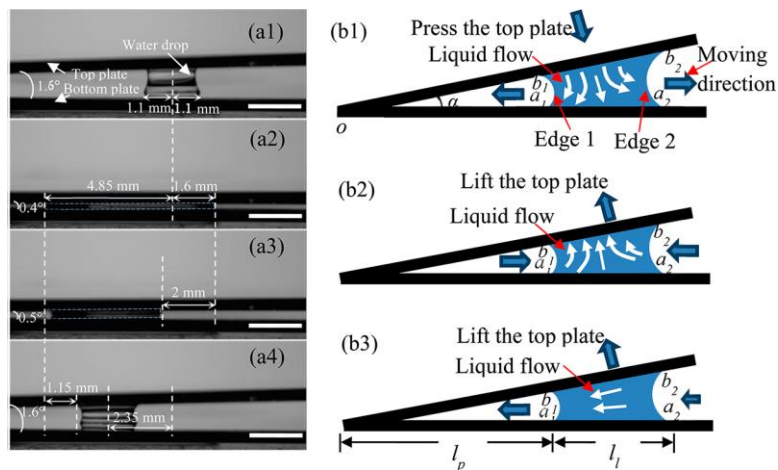 (a1)
Water drop
Top plate
1.6°
Bottom plate
1.1 mm
1.1 mm
(a2)
4.85 mm
1.6 mm
0.4°
(a3)
2 mm
0.5°
(a4)
1.15 mm
1.6°
2.35 mm
(b1)
Press the top plate
Liquid flow
b2
Moving
direction
b1
a1
a2
α
o
Edge 1
Edge 2
(b2)
Lift the top plate
Liquid flow
b2
b1
a1
a2
(b3)
Lift the top plate
Liquid flow
b2
b1
a1
a2
lp
ll